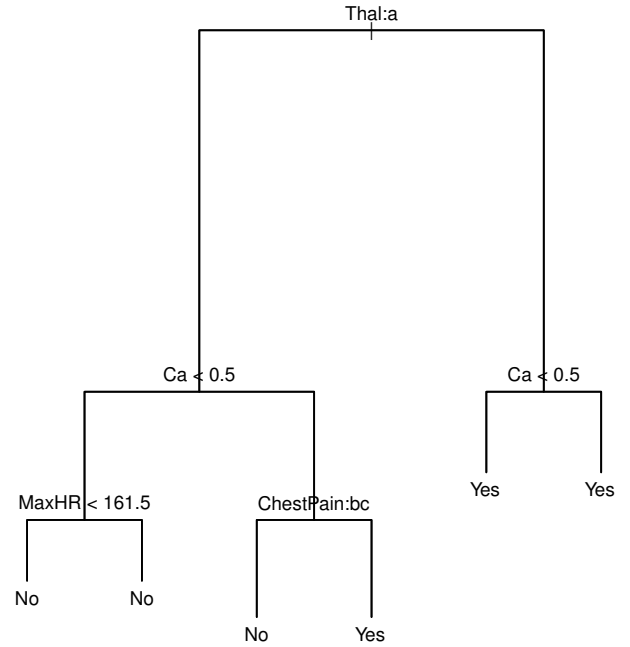 Thal:a
Ca < 0.5
Ca < 0.5
MaxHR < 161.5
ChestPain:bc
Yes
Yes
No
No
No
Yes